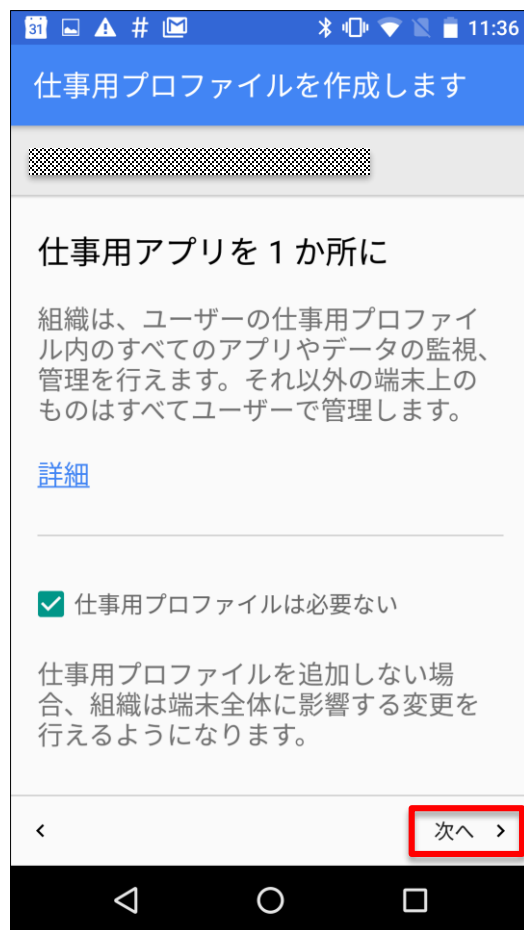 31 # 11:36
仕事用プロファイルを作成します
仕事用アプリを 1 か所に
組織は、ユーザーの仕事用プロファイ
ル内のすべてのアプリやデータの監視、
管理を行えます。それ以外の端末上の
ものはすべてユーザーで管理します。
詳細
仕事用プロファイルは必要ない
仕事用プロファイルを追加しない場
合、組織は端末全体に影響する変更を
行えるようになります。
次へ